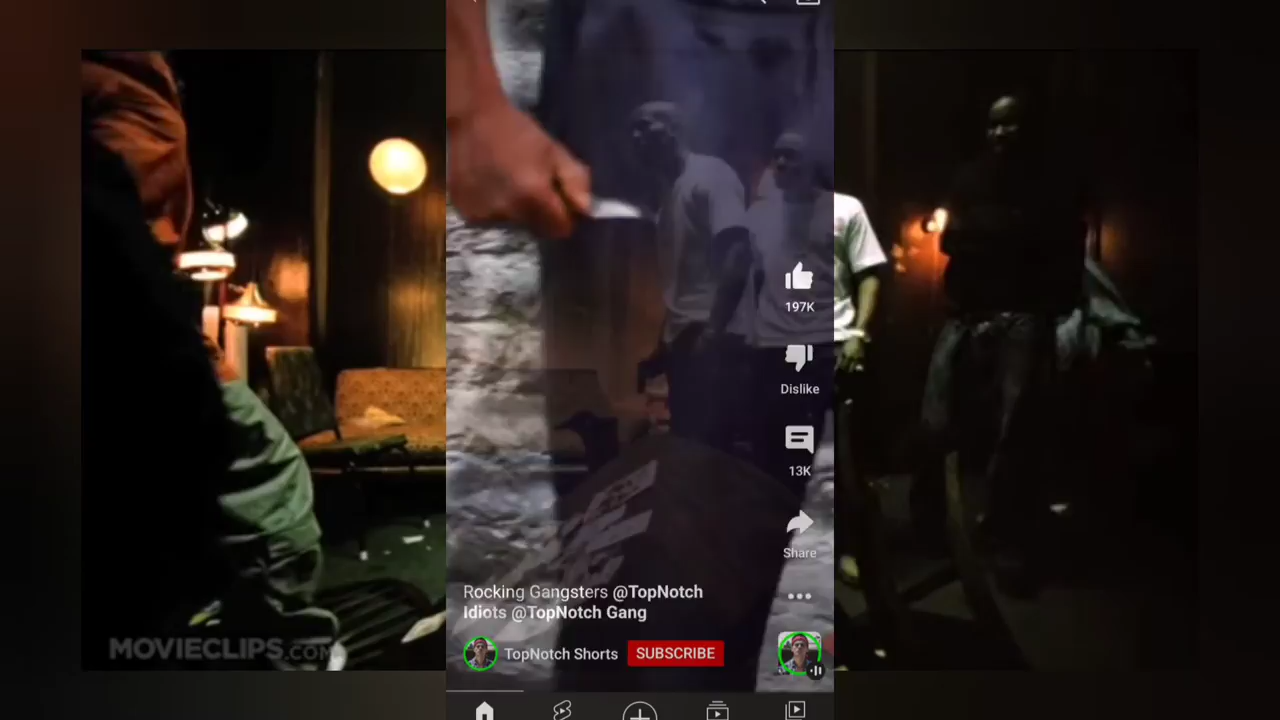 197K
Dislike
13K
Share
Rocking Gangsters @TopNotch
Idiots @TopNotch Gang
TopNotch Shorts SUBSCRIBE
MOVIECLIPS.COM